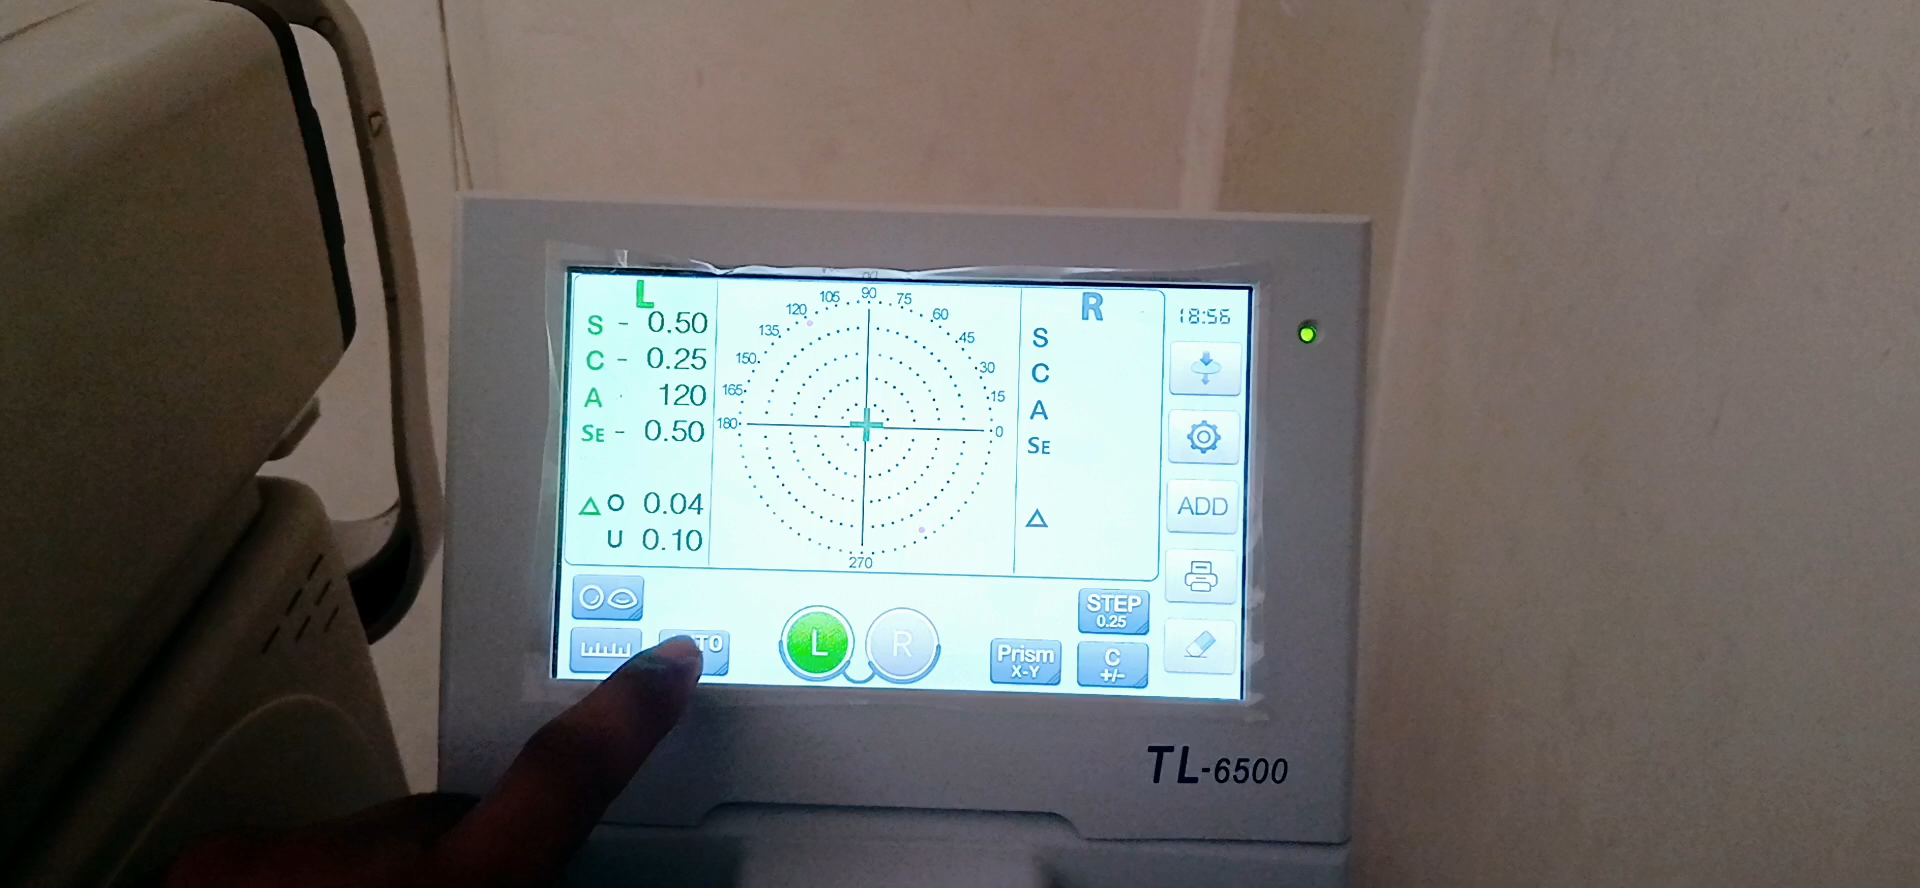 L
S - 0.50
C - 0.25
A 120
SE - 0.50
△ O 0.04
U 0.10
90
105
75
120
60
135
45
150
30
165
15
180
0
270
R
S
C
A
SE
△
18:56
ADD
STEP
0.25
L
R
Prism
X-Y
C
+/-
TL-6500